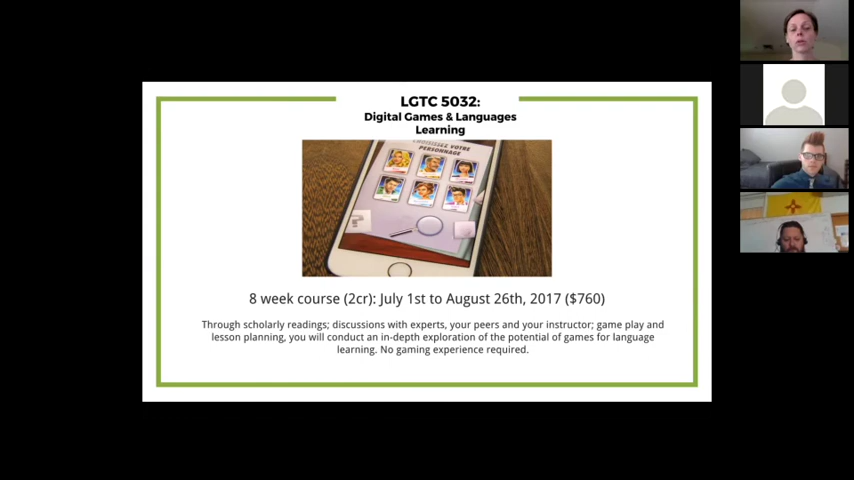 LGTC 5032:
Digital Games & Languages
Learning
CHOISISSEZ VOTRE
PERSONNAGE
8 week course (2cr): July 1st to August 26th, 2017 ($760)
Through scholarly readings; discussions with experts, your peers and your instructor; game play and
lesson planning, you will conduct an in-depth exploration of the potential of games for language
learning. No gaming experience required.